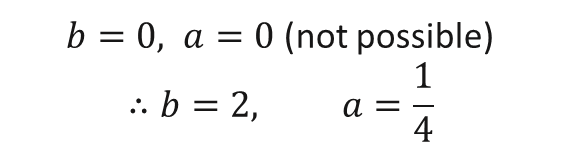 b = 0, a = 0 (not possible)
∴ b = 2, a = 1/4